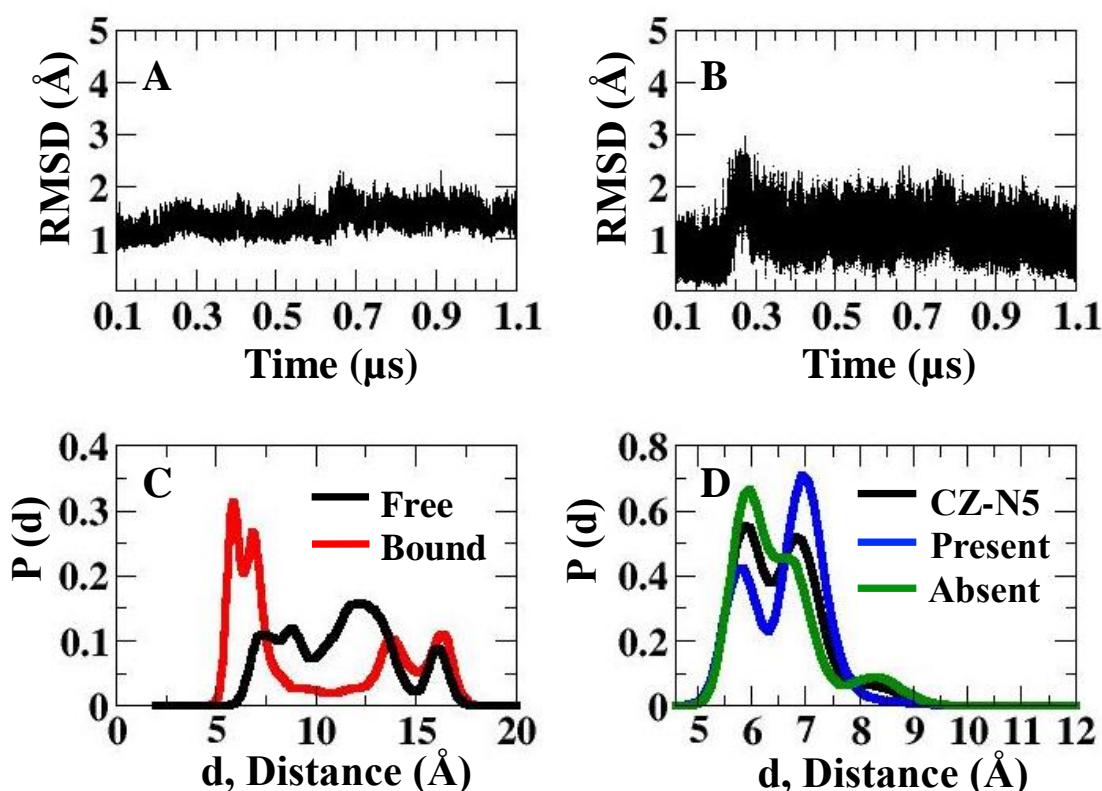 A
RMSD (Å)
5
4
3
2
1
0.1 0.3 0.5 0.7 0.9 1.1
Time (µs)
B
RMSD (Å)
5
4
3
2
1
0.1 0.3 0.5 0.7 0.9 1.1
Time (µs)
C
P (d)
0.4
0.3
0.2
0.1
0
Free
Bound
0 5 10 15 20
d, Distance (Å)
D
P (d)
0.8
0.6
0.4
0.2
0
CZ-N5
Present
Absent
5 6 7 8 9 10 11 12
d, Distance (Å)